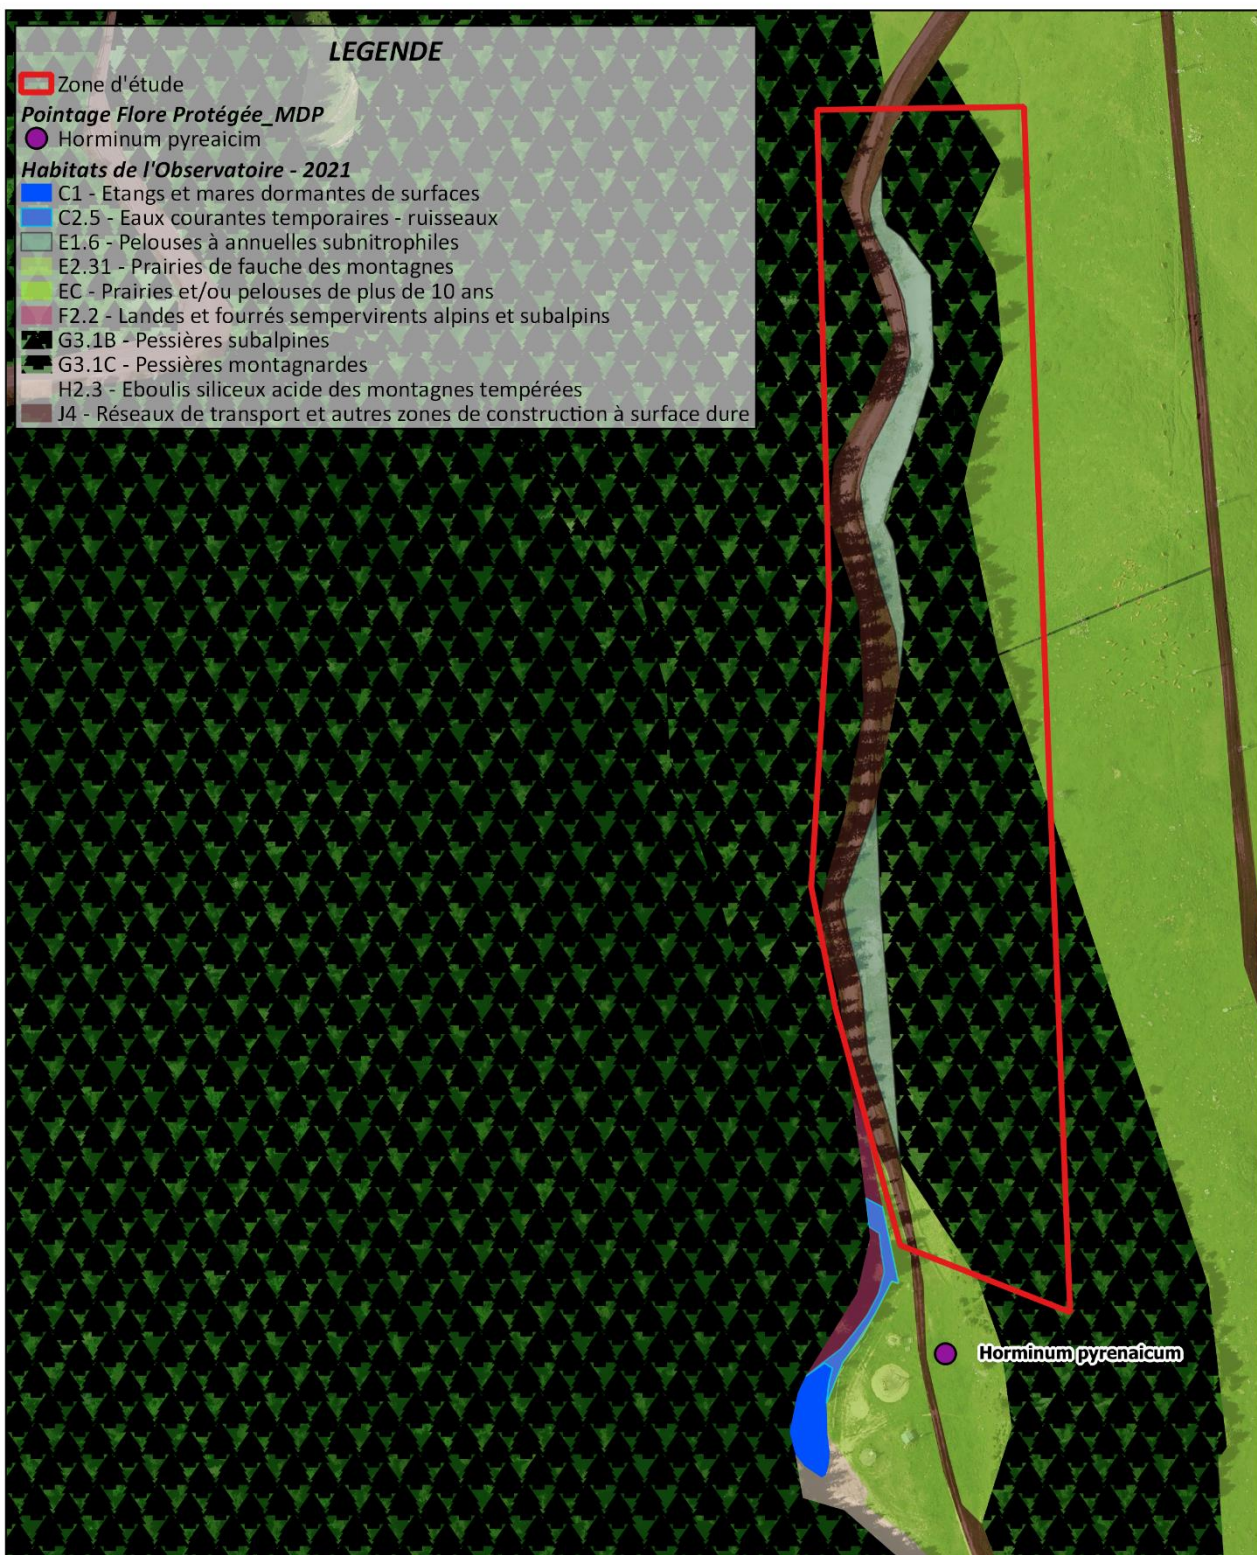 LEGENDE
Zone d'étude
Pointage Flore Protégée_MDP
Horminum pyreaicim
Habitats de l'Observatoire - 2021
C1 - Etangs et mares dormantes de surfaces
C2.5 - Eaux courantes temporaires - ruisseaux
E1.6 - Pelouses à annuelles subnitrophiles
E2.31 - Prairies de fauche des montagnes
EC - Prairies et/ou pelouses de plus de 10 ans
F2.2 - Landes et fourrés sempervirents alpins et subalpins
G3.1B - Pessières subalpines
G3.1C - Pessières montagnardes
H2.3 - Eboulis siliceux acide des montagnes tempérées
J4 - Réseaux de transport et autres zones de construction à surface dure
Horminum pyrenaicum